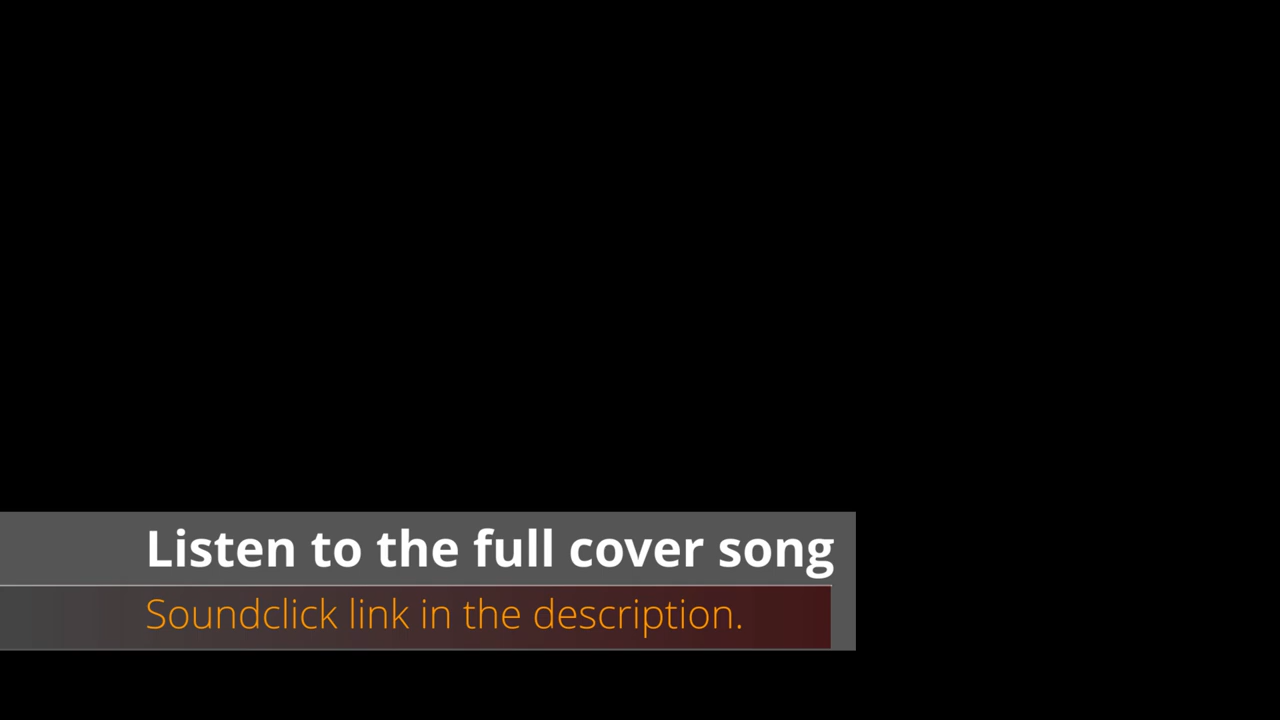 Listen to the full cover song
Soundclick link in the description.